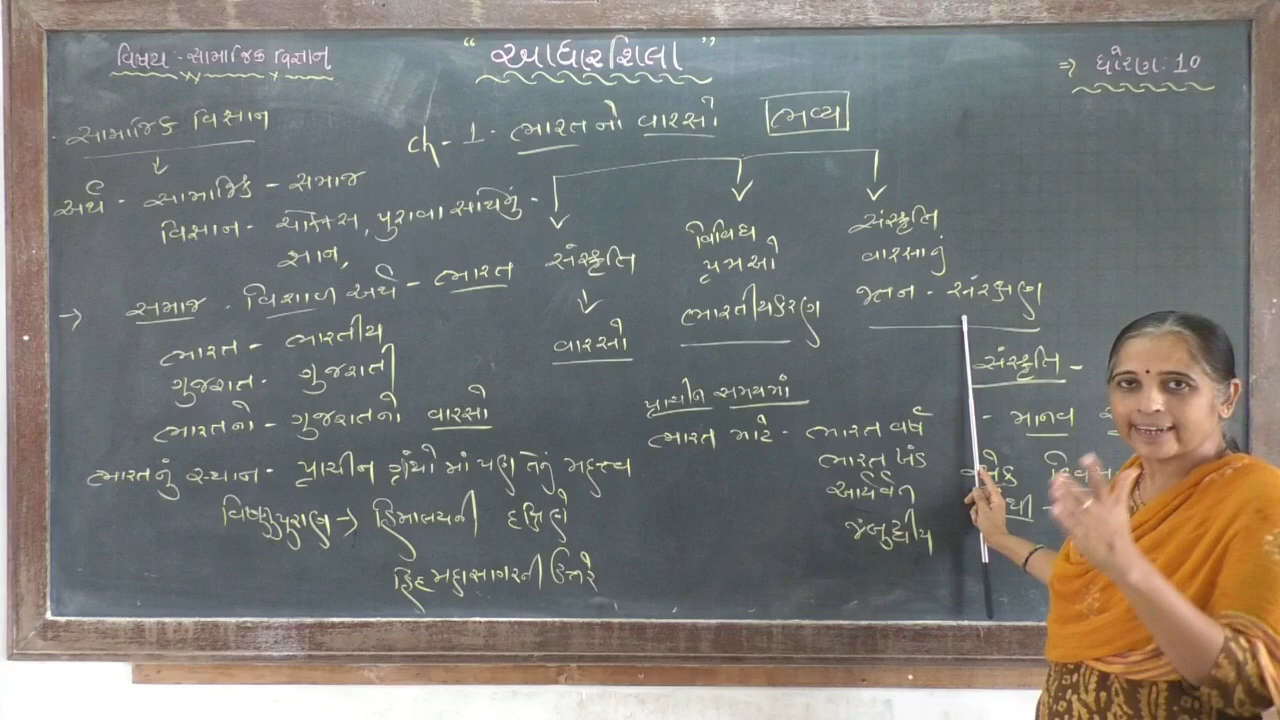 વિષય : સામાજિક વિજ્ઞાન
“ આધારશિલા ”
⇒ ધોરણ : 10
સામાજિક વિજ્ઞાન
ch - 1. ભારતનો વારસો ભવ્ય
અર્થ - સામાજિક - સમાજ
વિજ્ઞાન - ચોક્કસ, પુરાવા સાથેનું -
જ્ઞાન,
→ સમાજ - વિશાળ અર્થ - ભારત
ભારત - ભારતીય
ગુજરાત - ગુજરાતી
ભારતનો - ગુજરાતનો વારસો
ભારતનું સ્થાન - પ્રાચીન ગ્રંથોમાં પણ તેનું મહત્ત્વ
વિષ્ણુપુરાણ → હિમાલયની દક્ષિણે
હિંદ મહાસાગરની ઉત્તરે
સંસ્કૃતિ
↓
વારસો
વિવિધ
પ્રજાઓ
ભારતીયકરણ
સંસ્કૃતિ
વારસાનું
જતન - સંરક્ષણ
પ્રાચીન સમયમાં
ભારત માટે - ભારત વર્ષ
ભારત ખંડ
આર્યવર્ત
જંબુદ્વીપ
સંસ્કૃતિ -
- માનવ